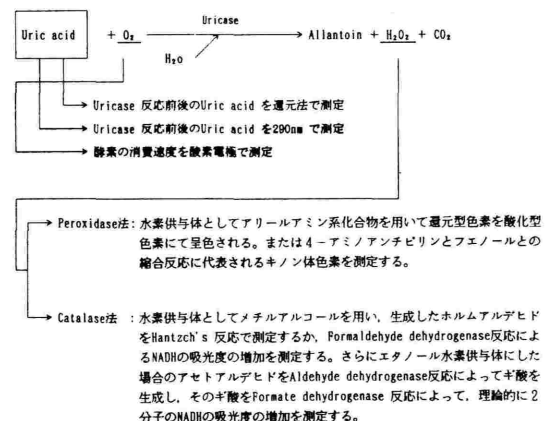 Uricase
Uric acid + O₂ → Allantoin + H₂O₂ + CO₂
H₂O
Uricase 反応前後のUric acid を還元法で測定
Uricase 反応前後のUric acid を290nm で測定
酵素の消費速度を酸素電極で測定
Peroxidase法：水素供与体としてアリールアミン系化合物を用いて還元型色素を酸化型
色素にて呈色される。または４－アミノアンチピリンとフエノールとの
縮合反応に代表されるキノン体色素を測定する。
Catalase法：水素供与体としてメチルアルコールを用い，生成したホルムアルデヒド
をHantzch's 反応で測定するか，Formaldehyde dehydrogenase反応によ
るNADHの吸光度の増加を測定する。さらにエタノール水素供与体にした
場合のアセトアルデヒドをAldehyde dehydrogenase反応によってギ酸を
生成し，そのギ酸をFormate dehydrogenase 反応によって，理論的に２
分子のNADHの吸光度の増加を測定する。